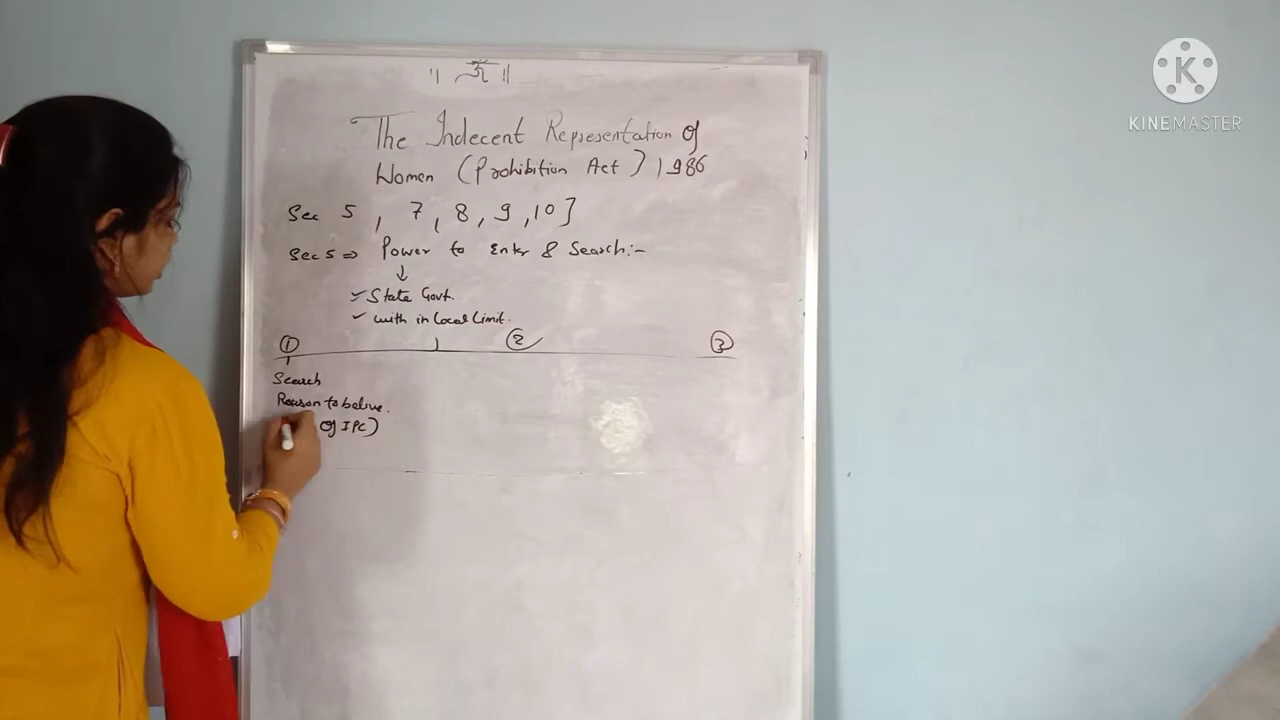 ॥ ॐ ॥
The Indecent Representation of
Women (Prohibition Act) 1986
Sec 5, 7, 8, 9, 10]
Sec 5 ⇒ Power to Enter & Search:-
↓
✓ State Govt.
✓ with in Local Limit.
① ② ③
Search
Reason to belive.
of IPC)
K
KINEMASTER